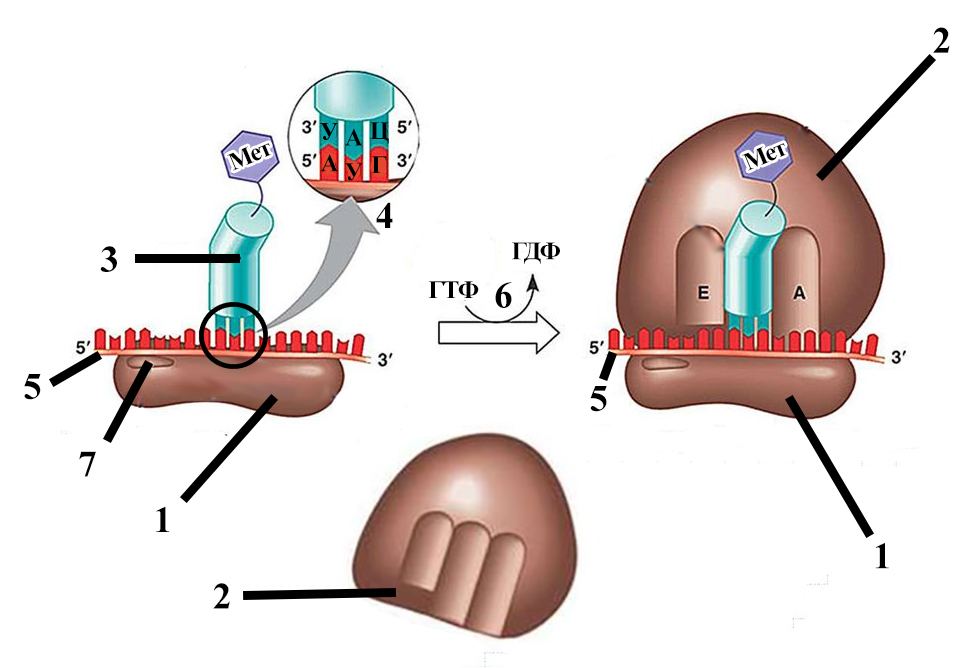 2
3′ У А Ц 5′
5′ А У Г 3′
Мет
Мет
4
3
ГДФ
ГТФ 6
Е А
5′ 3′
5′ 3′
5
5
7
1
1
2